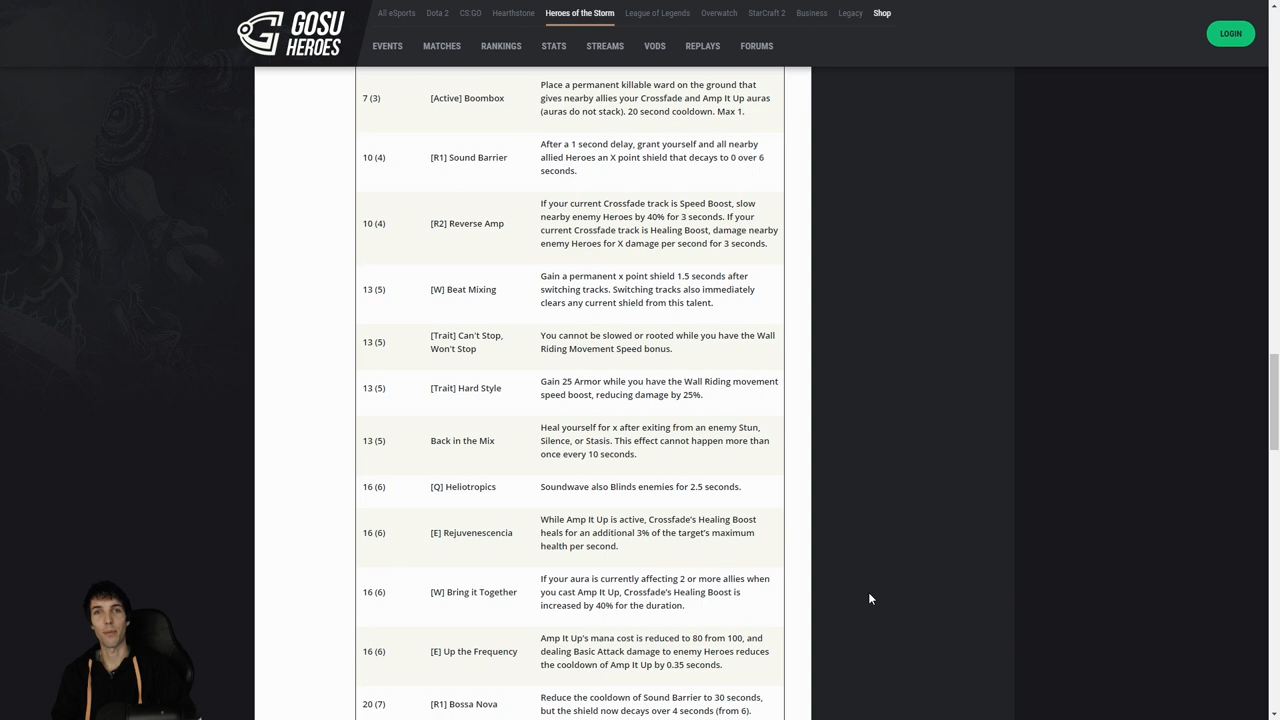 GOSU
HEROES
All eSports Dota 2 CS:GO Hearthstone Heroes of the Storm League of Legends Overwatch StarCraft 2 Business Legacy Shop
EVENTS MATCHES RANKINGS STATS STREAMS VODS REPLAYS FORUMS
LOGIN
7 (3) [Active] Boombox
Place a permanent killable ward on the ground that
gives nearby allies your Crossfade and Amp It Up auras
(auras do not stack). 20 second cooldown. Max 1.
10 (4) [R1] Sound Barrier
After a 1 second delay, grant yourself and all nearby
allied Heroes an X point shield that decays to 0 over 6
seconds.
10 (4) [R2] Reverse Amp
If your current Crossfade track is Speed Boost, slow
nearby enemy Heroes by 40% for 3 seconds. If your
current Crossfade track is Healing Boost, damage nearby
enemy Heroes for X damage per second for 3 seconds.
13 (5) [W] Beat Mixing
Gain a permanent x point shield 1.5 seconds after
switching tracks. Switching tracks also immediately
clears any current shield from this talent.
13 (5) [Trait] Can't Stop,
Won't Stop
You cannot be slowed or rooted while you have the Wall
Riding Movement Speed bonus.
13 (5) [Trait] Hard Style
Gain 25 Armor while you have the Wall Riding movement
speed boost, reducing damage by 25%.
13 (5) Back in the Mix
Heal yourself for x after exiting from an enemy Stun,
Silence, or Stasis. This effect cannot happen more than
once every 10 seconds.
16 (6) [Q] Heliotropics
Soundwave also Blinds enemies for 2.5 seconds.
16 (6) [E] Rejuvenescencia
While Amp It Up is active, Crossfade's Healing Boost
heals for an additional 3% of the target's maximum
health per second.
16 (6) [W] Bring it Together
If your aura is currently affecting 2 or more allies when
you cast Amp It Up, Crossfade's Healing Boost is
increased by 40% for the duration.
16 (6) [E] Up the Frequency
Amp It Up's mana cost is reduced to 80 from 100, and
dealing Basic Attack damage to enemy Heroes reduces
the cooldown of Amp It Up by 0.35 seconds.
20 (7) [R1] Bossa Nova
Reduce the cooldown of Sound Barrier to 30 seconds,
but the shield now decays over 4 seconds (from 6).